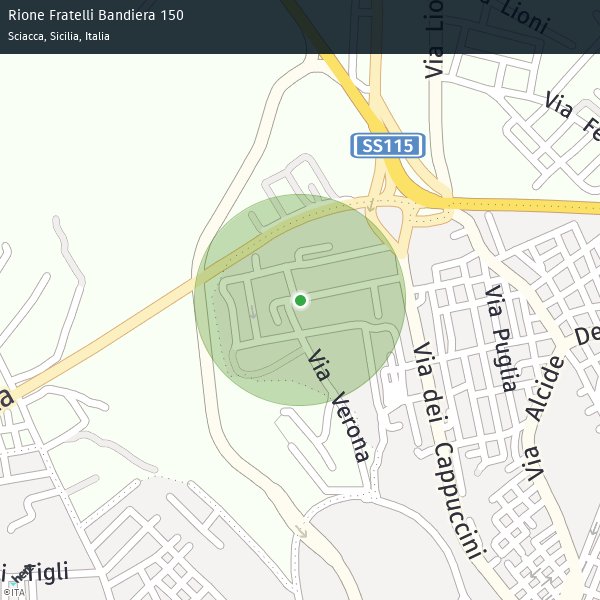 Rione Fratelli Bandiera 150
Sciacca, Sicilia, Italia
Via Lioni
Lioni
Via Fe
SS115
Via Puglia
De
Alcide
Via Verona
Via dei Cappuccini
Via
a
i Figli
here
©ITA